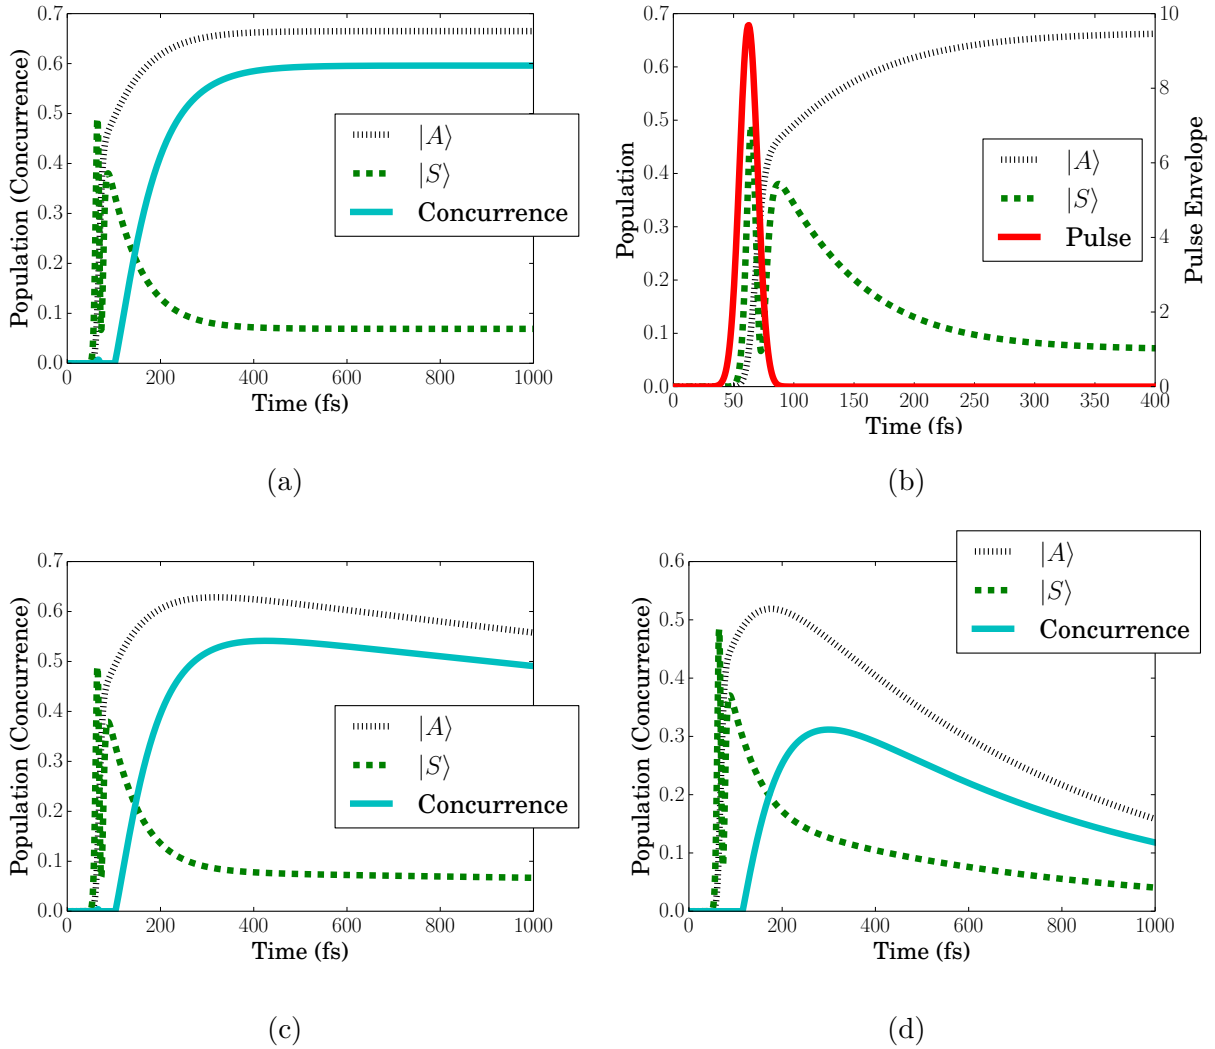 0.7
0.6
0.5
0.4
0.3
0.2
0.1
0.0
Population (Concurrence)
0 200 400 600 800 1000
Time (fs)
|A⟩
|S⟩
Concurrence
(a)
0.7
0.6
0.5
0.4
0.3
0.2
0.1
0.0
Population
0 50 100 150 200 250 300 350 400
Time (fs)
10
8
6
4
2
0
Pulse Envelope
|A⟩
|S⟩
Pulse
(b)
0.7
0.6
0.5
0.4
0.3
0.2
0.1
0.0
Population (Concurrence)
0 200 400 600 800 1000
Time (fs)
|A⟩
|S⟩
Concurrence
(c)
0.6
0.5
0.4
0.3
0.2
0.1
0.0
Population (Concurrence)
0 200 400 600 800 1000
Time (fs)
|A⟩
|S⟩
Concurrence
(d)